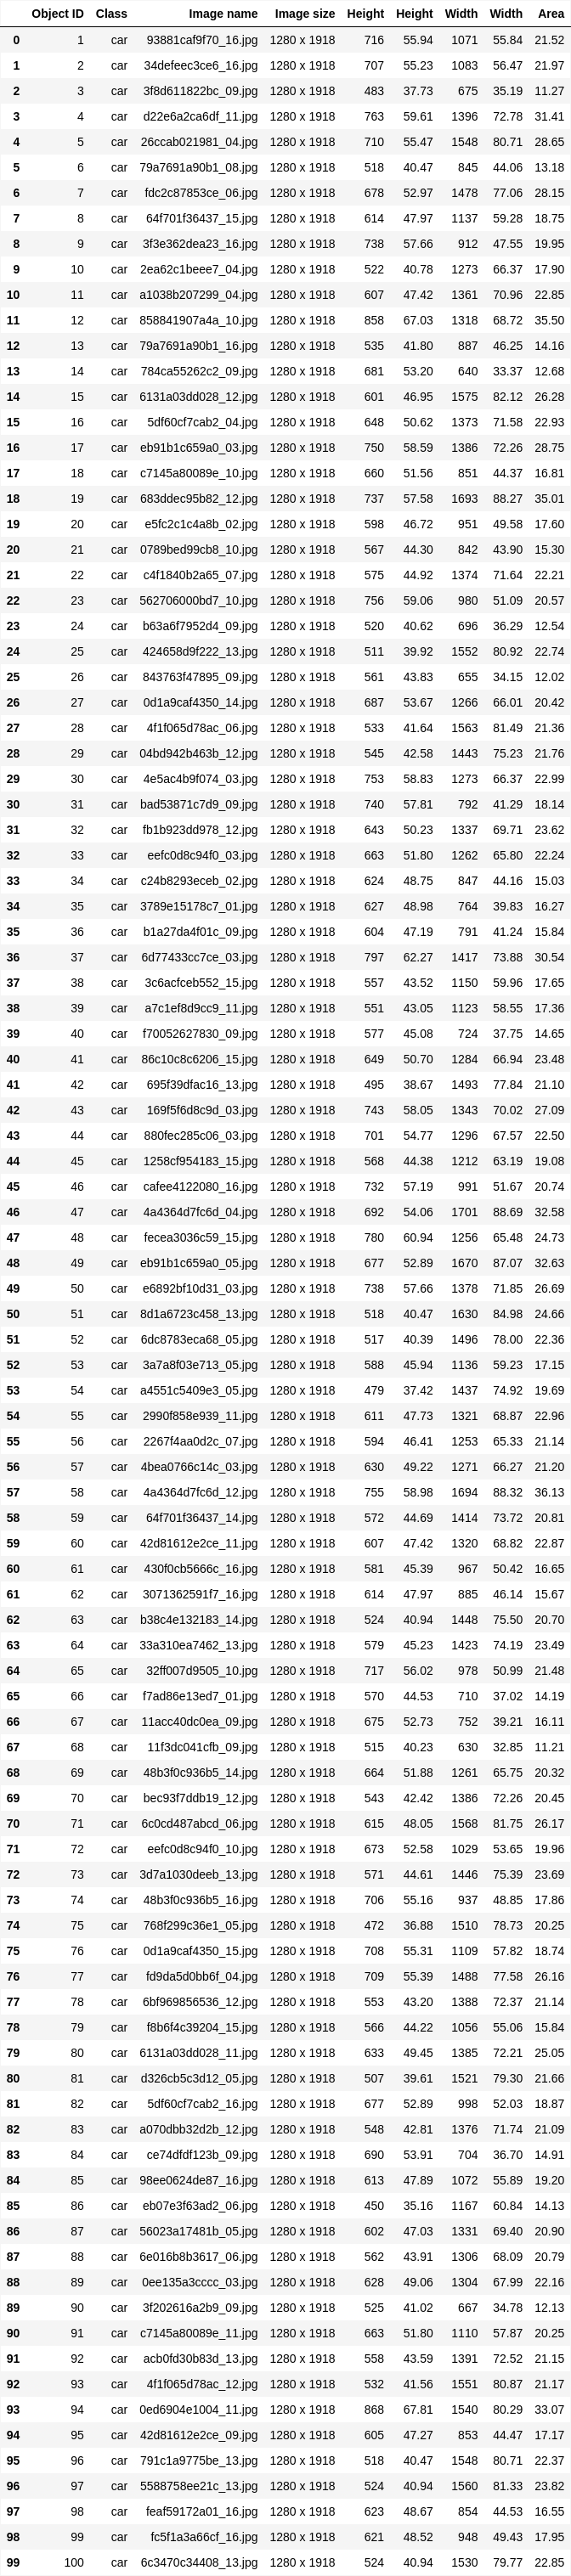 Object ID Class Image name Image size Height Height Width Width Area
0 1 car 93881caf9f70_16.jpg 1280 x 1918 716 55.94 1071 55.84 21.52
1 2 car 34defeec3ce6_16.jpg 1280 x 1918 707 55.23 1083 56.47 21.97
2 3 car 3f8d611822bc_09.jpg 1280 x 1918 483 37.73 675 35.19 11.27
3 4 car d22e6a2ca6df_11.jpg 1280 x 1918 763 59.61 1396 72.78 31.41
4 5 car 26ccab021981_04.jpg 1280 x 1918 710 55.47 1548 80.71 28.65
5 6 car 79a7691a90b1_08.jpg 1280 x 1918 518 40.47 845 44.06 13.18
6 7 car fdc2c87853ce_06.jpg 1280 x 1918 678 52.97 1478 77.06 28.15
7 8 car 64f701f36437_15.jpg 1280 x 1918 614 47.97 1137 59.28 18.75
8 9 car 3f3e362dea23_16.jpg 1280 x 1918 738 57.66 912 47.55 19.95
9 10 car 2ea62c1beee7_04.jpg 1280 x 1918 522 40.78 1273 66.37 17.90
10 11 car a1038b207299_04.jpg 1280 x 1918 607 47.42 1361 70.96 22.85
11 12 car 858841907a4a_10.jpg 1280 x 1918 858 67.03 1318 68.72 35.50
12 13 car 79a7691a90b1_16.jpg 1280 x 1918 535 41.80 887 46.25 14.16
13 14 car 784ca55262c2_09.jpg 1280 x 1918 681 53.20 640 33.37 12.68
14 15 car 6131a03dd028_12.jpg 1280 x 1918 601 46.95 1575 82.12 26.28
15 16 car 5df60cf7cab2_04.jpg 1280 x 1918 648 50.62 1373 71.58 22.93
16 17 car eb91b1c659a0_03.jpg 1280 x 1918 750 58.59 1386 72.26 28.75
17 18 car c7145a80089e_10.jpg 1280 x 1918 660 51.56 851 44.37 16.81
18 19 car 683ddec95b82_12.jpg 1280 x 1918 737 57.58 1693 88.27 35.01
19 20 car e5fc2c1c4a8b_02.jpg 1280 x 1918 598 46.72 951 49.58 17.60
20 21 car 0789bed99cb8_10.jpg 1280 x 1918 567 44.30 842 43.90 15.30
21 22 car c4f1840b2a65_07.jpg 1280 x 1918 575 44.92 1374 71.64 22.21
22 23 car 562706000bd7_10.jpg 1280 x 1918 756 59.06 980 51.09 20.57
23 24 car b63a6f7952d4_09.jpg 1280 x 1918 520 40.62 696 36.29 12.54
24 25 car 424658d9f222_13.jpg 1280 x 1918 511 39.92 1552 80.92 22.74
25 26 car 843763f47895_09.jpg 1280 x 1918 561 43.83 655 34.15 12.02
26 27 car 0d1a9caf4350_14.jpg 1280 x 1918 687 53.67 1266 66.01 20.42
27 28 car 4f1f065d78ac_06.jpg 1280 x 1918 533 41.64 1563 81.49 21.36
28 29 car 04bd942b463b_12.jpg 1280 x 1918 545 42.58 1443 75.23 21.76
29 30 car 4e5ac4b9f074_03.jpg 1280 x 1918 753 58.83 1273 66.37 22.99
30 31 car bad53871c7d9_09.jpg 1280 x 1918 740 57.81 792 41.29 18.14
31 32 car fb1b923dd978_12.jpg 1280 x 1918 643 50.23 1337 69.71 23.62
32 33 car eefc0d8c94f0_03.jpg 1280 x 1918 663 51.80 1262 65.80 22.24
33 34 car c24b8293eceb_02.jpg 1280 x 1918 624 48.75 847 44.16 15.03
34 35 car 3789e15178c7_01.jpg 1280 x 1918 627 48.98 764 39.83 16.27
35 36 car b1a27da4f01c_09.jpg 1280 x 1918 604 47.19 791 41.24 15.84
36 37 car 6d77433cc7ce_03.jpg 1280 x 1918 797 62.27 1417 73.88 30.54
37 38 car 3c6acfceb552_15.jpg 1280 x 1918 557 43.52 1150 59.96 17.65
38 39 car a7c1ef8d9cc9_11.jpg 1280 x 1918 551 43.05 1123 58.55 17.36
39 40 car f70052627830_09.jpg 1280 x 1918 577 45.08 724 37.75 14.65
40 41 car 86c10c8c6206_15.jpg 1280 x 1918 649 50.70 1284 66.94 23.48
41 42 car 695f39dfac16_13.jpg 1280 x 1918 495 38.67 1493 77.84 21.10
42 43 car 169f5f6d8c9d_03.jpg 1280 x 1918 743 58.05 1343 70.02 27.09
43 44 car 880fec285c06_03.jpg 1280 x 1918 701 54.77 1296 67.57 22.50
44 45 car 1258cf954183_15.jpg 1280 x 1918 568 44.38 1212 63.19 19.08
45 46 car cafee4122080_16.jpg 1280 x 1918 732 57.19 991 51.67 20.74
46 47 car 4a4364d7fc6d_04.jpg 1280 x 1918 692 54.06 1701 88.69 32.58
47 48 car fecea3036c59_15.jpg 1280 x 1918 780 60.94 1256 65.48 24.73
48 49 car eb91b1c659a0_05.jpg 1280 x 1918 677 52.89 1670 87.07 32.63
49 50 car e6892bf10d31_03.jpg 1280 x 1918 738 57.66 1378 71.85 26.69
50 51 car 8d1a6723c458_13.jpg 1280 x 1918 518 40.47 1630 84.98 24.66
51 52 car 6dc8783eca68_05.jpg 1280 x 1918 517 40.39 1496 78.00 22.36
52 53 car 3a7a8f03e713_05.jpg 1280 x 1918 588 45.94 1136 59.23 17.15
53 54 car a4551c5409e3_05.jpg 1280 x 1918 479 37.42 1437 74.92 19.69
54 55 car 2990f858e939_11.jpg 1280 x 1918 611 47.73 1321 68.87 22.96
55 56 car 2267f4aa0d2c_07.jpg 1280 x 1918 594 46.41 1253 65.33 21.14
56 57 car 4bea0766c14c_03.jpg 1280 x 1918 630 49.22 1271 66.27 21.20
57 58 car 4a4364d7fc6d_12.jpg 1280 x 1918 755 58.98 1694 88.32 36.13
58 59 car 64f701f36437_14.jpg 1280 x 1918 572 44.69 1414 73.72 20.81
59 60 car 42d81612e2ce_11.jpg 1280 x 1918 607 47.42 1320 68.82 22.87
60 61 car 430f0cb5666c_16.jpg 1280 x 1918 581 45.39 967 50.42 16.65
61 62 car 3071362591f7_16.jpg 1280 x 1918 614 47.97 885 46.14 15.67
62 63 car b38c4e132183_14.jpg 1280 x 1918 524 40.94 1448 75.50 20.70
63 64 car 33a310ea7462_13.jpg 1280 x 1918 579 45.23 1423 74.19 23.49
64 65 car 32ff007d9505_10.jpg 1280 x 1918 717 56.02 978 50.99 21.48
65 66 car f7ad86e13ed7_01.jpg 1280 x 1918 570 44.53 710 37.02 14.19
66 67 car 11acc40dc0ea_09.jpg 1280 x 1918 675 52.73 752 39.21 16.11
67 68 car 11f3dc041cfb_09.jpg 1280 x 1918 515 40.23 630 32.85 11.21
68 69 car 48b3f0c936b5_14.jpg 1280 x 1918 664 51.88 1261 65.75 20.32
69 70 car bec93f7ddb19_12.jpg 1280 x 1918 543 42.42 1386 72.26 20.45
70 71 car 6c0cd487abcd_06.jpg 1280 x 1918 615 48.05 1568 81.75 26.17
71 72 car eefc0d8c94f0_10.jpg 1280 x 1918 673 52.58 1029 53.65 19.96
72 73 car 3d7a1030deeb_13.jpg 1280 x 1918 571 44.61 1446 75.39 23.69
73 74 car 48b3f0c936b5_16.jpg 1280 x 1918 706 55.16 937 48.85 17.86
74 75 car 768f299c36e1_05.jpg 1280 x 1918 472 36.88 1510 78.73 20.25
75 76 car 0d1a9caf4350_15.jpg 1280 x 1918 708 55.31 1109 57.82 18.74
76 77 car fd9da5d0bb6f_04.jpg 1280 x 1918 709 55.39 1488 77.58 26.16
77 78 car 6bf969856536_12.jpg 1280 x 1918 553 43.20 1388 72.37 21.14
78 79 car f8b6f4c39204_15.jpg 1280 x 1918 566 44.22 1056 55.06 15.84
79 80 car 6131a03dd028_11.jpg 1280 x 1918 633 49.45 1385 72.21 25.05
80 81 car d326cb5c3d12_05.jpg 1280 x 1918 507 39.61 1521 79.30 21.66
81 82 car 5df60cf7cab2_16.jpg 1280 x 1918 677 52.89 998 52.03 18.87
82 83 car a070dbb32d2b_12.jpg 1280 x 1918 548 42.81 1376 71.74 21.09
83 84 car ce74dfdf123b_09.jpg 1280 x 1918 690 53.91 704 36.70 14.91
84 85 car 98ee0624de87_16.jpg 1280 x 1918 613 47.89 1072 55.89 19.20
85 86 car eb07e3f63ad2_06.jpg 1280 x 1918 450 35.16 1167 60.84 14.13
86 87 car 56023a17481b_05.jpg 1280 x 1918 602 47.03 1331 69.40 20.90
87 88 car 6e016b8b3617_06.jpg 1280 x 1918 562 43.91 1306 68.09 20.79
88 89 car 0ee135a3cccc_03.jpg 1280 x 1918 628 49.06 1304 67.99 22.16
89 90 car 3f202616a2b9_09.jpg 1280 x 1918 525 41.02 667 34.78 12.13
90 91 car c7145a80089e_11.jpg 1280 x 1918 663 51.80 1110 57.87 20.25
91 92 car acb0fd30b83d_13.jpg 1280 x 1918 558 43.59 1391 72.52 21.15
92 93 car 4f1f065d78ac_12.jpg 1280 x 1918 532 41.56 1551 80.87 21.17
93 94 car 0ed6904e1004_11.jpg 1280 x 1918 868 67.81 1540 80.29 33.07
94 95 car 42d81612e2ce_09.jpg 1280 x 1918 605 47.27 853 44.47 17.17
95 96 car 791c1a9775be_13.jpg 1280 x 1918 518 40.47 1548 80.71 22.37
96 97 car 5588758ee21c_13.jpg 1280 x 1918 524 40.94 1560 81.33 23.82
97 98 car feaf59172a01_16.jpg 1280 x 1918 623 48.67 854 44.53 16.55
98 99 car fc5f1a3a66cf_16.jpg 1280 x 1918 621 48.52 948 49.43 17.95
99 100 car 6c3470c34408_13.jpg 1280 x 1918 524 40.94 1530 79.77 22.85